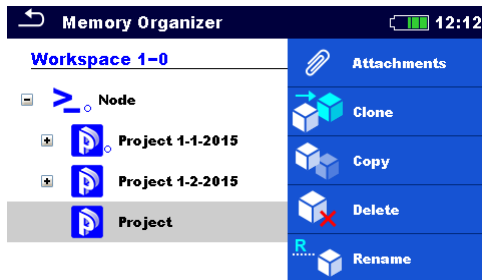 Memory Organizer
12:12
Workspace 1-0
Node
Project 1-1-2015
Project 1-2-2015
Project
Attachments
Clone
Copy
Delete
R
Rename